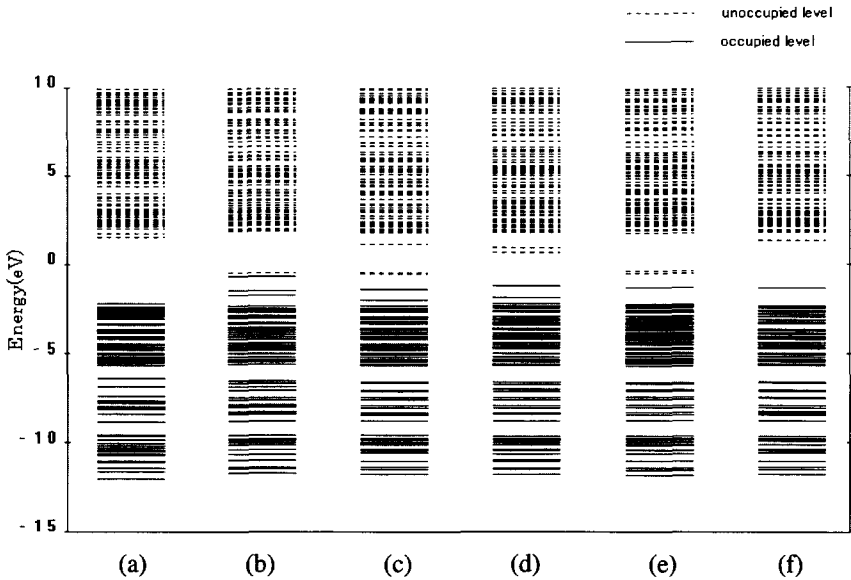 unoccupied level
occupied level
10
5
0
-5
-10
-15
Energy(eV)
(a) (b) (c) (d) (e) (f)